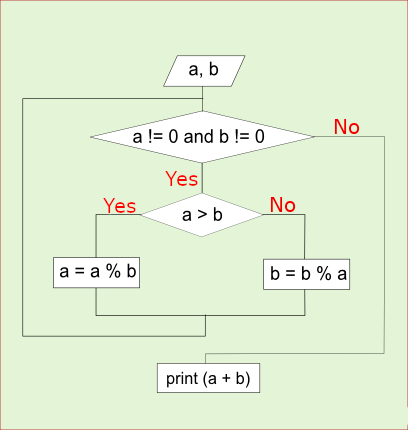 a, b
a != 0 and b != 0
No
Yes
Yes
a > b
No
a = a % b
b = b % a
print (a + b)